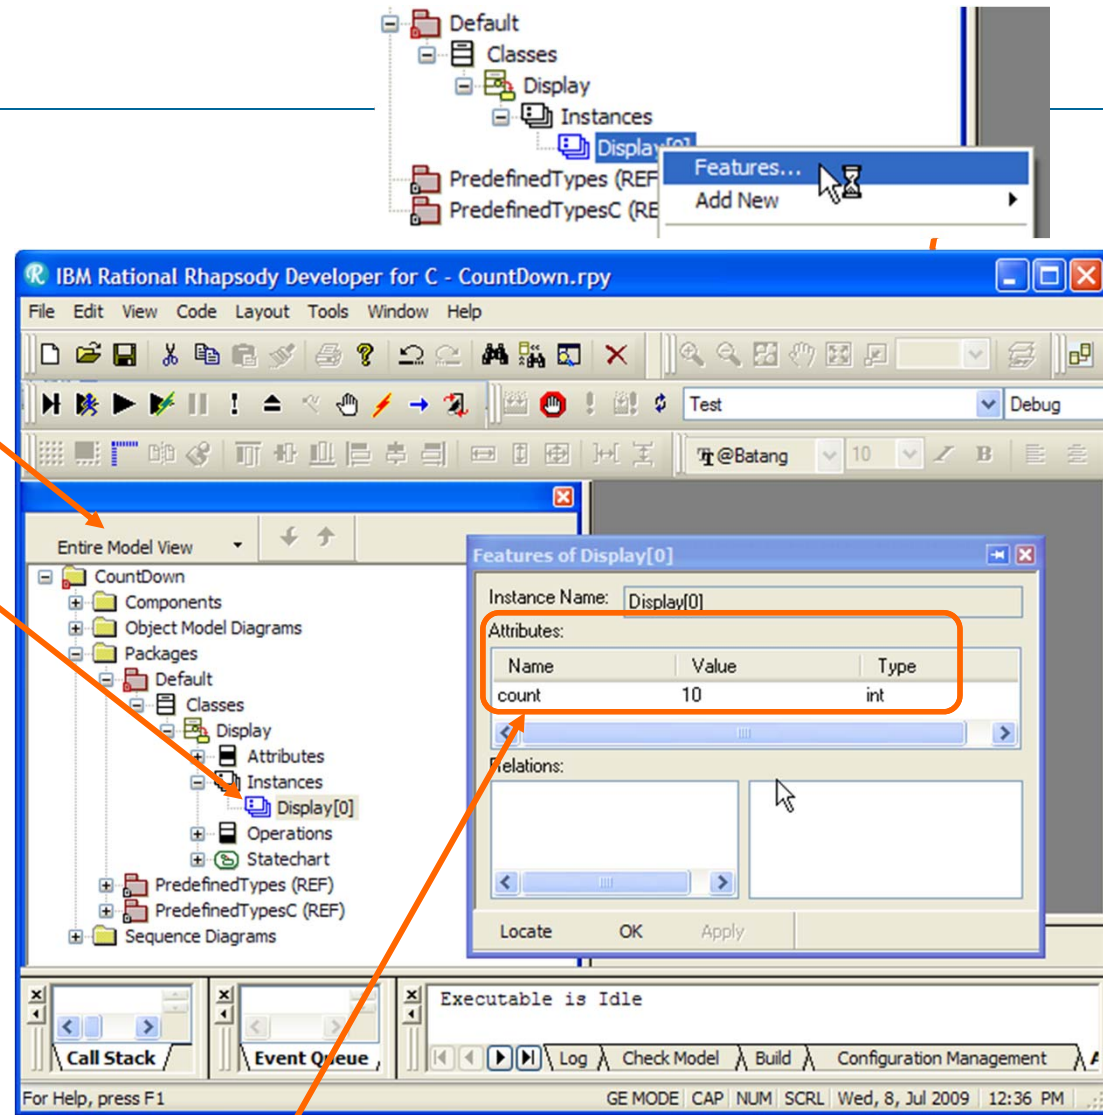 Default
Classes
Display
Instances
Features...
PredefinedTypes (REF
Add New
PredefinedTypesC (RE
IBM Rational Rhapsody Developer for C - CountDown.rpy
File Edit View Code Layout Tools Window Help
Test
Debug
@Batang 10
Entire Model View
CountDown
Components
Object Model Diagrams
Packages
Default
Classes
Display
Attributes
Instances
Display[0]
Operations
Statechart
PredefinedTypes (REF)
PredefinedTypesC (REF)
Sequence Diagrams
Features of Display[0]
Instance Name: Display[0]
Attributes:
Name Value Type
count 10 int
Relations:
Locate OK Apply
Executable is Idle
Call Stack
Event Queue
Log Check Model Build Configuration Management
For Help, press F1
GE MODE CAP NUM SCRL Wed, 8, Jul 2009 12:36 PM